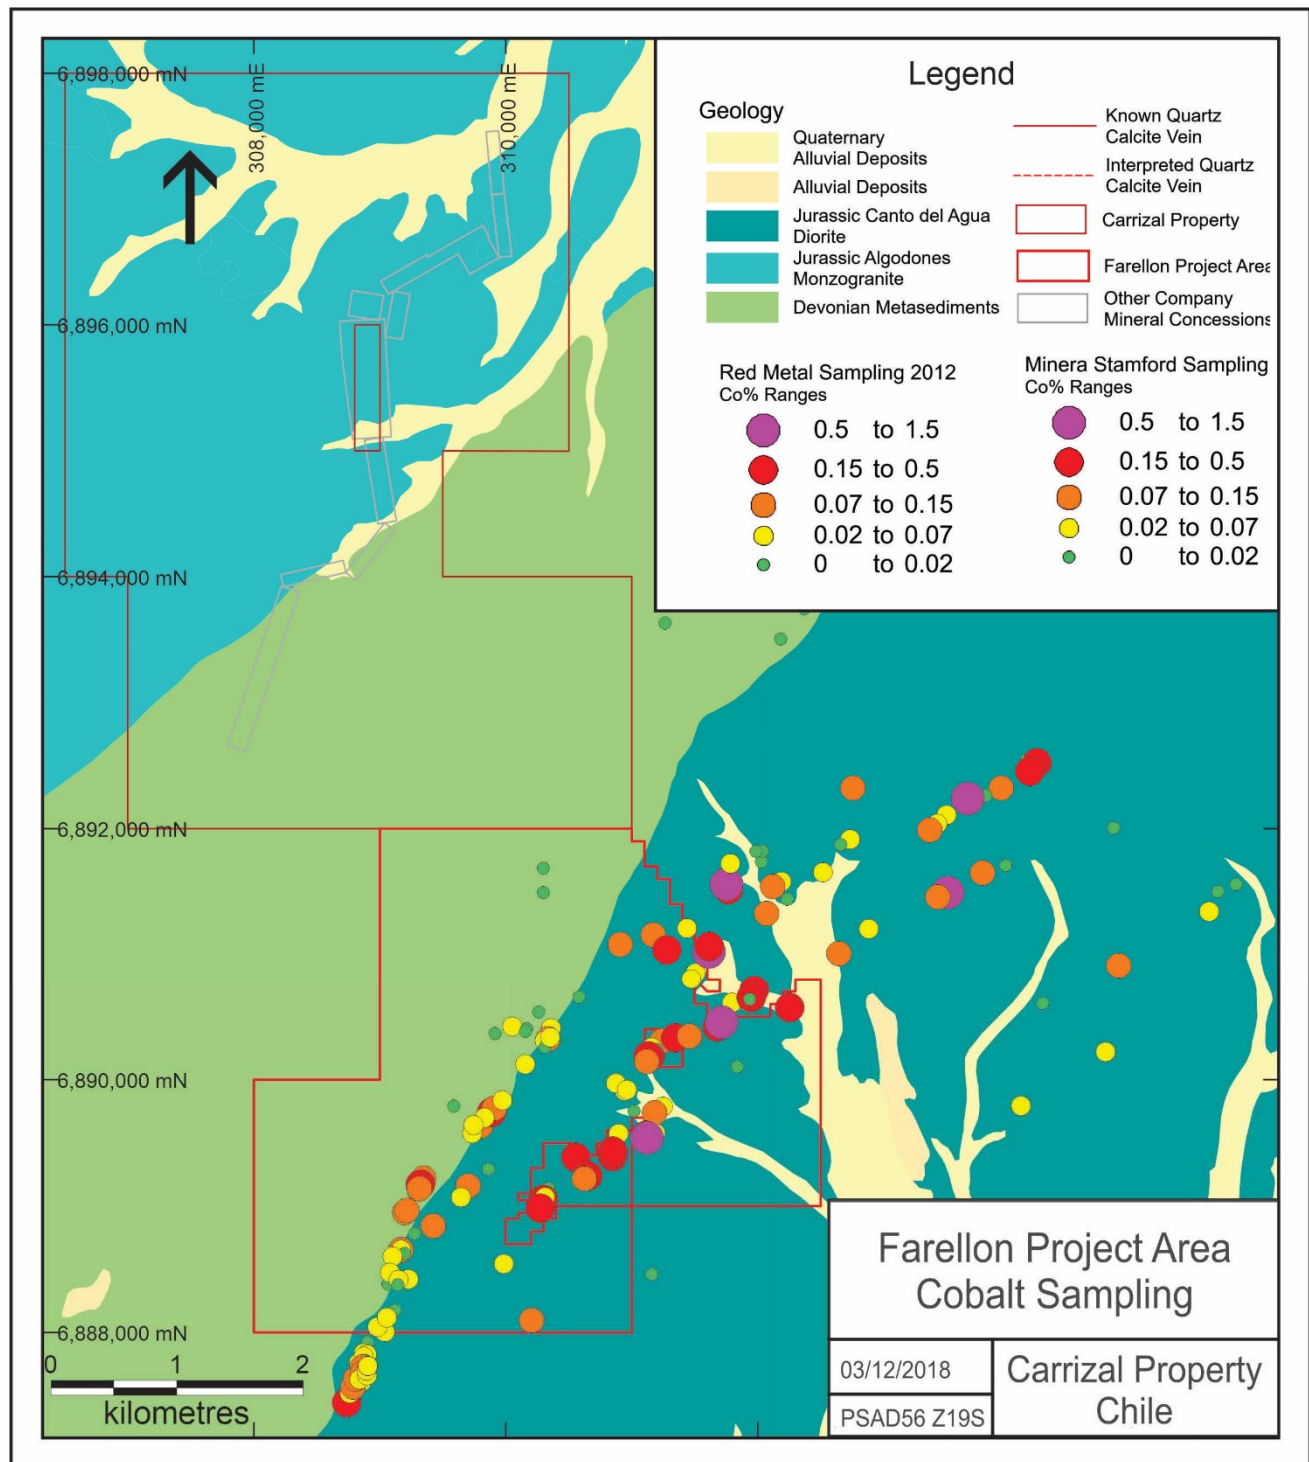 6,898,000 mN
308,000 mE
310,000 mE
6,896,000 mN
6,894,000 mN
6,892,000 mN
6,890,000 mN
6,888,000 mN
Legend
Geology
Quaternary
Alluvial Deposits
Alluvial Deposits
Jurassic Canto del Agua
Diorite
Jurassic Algodones
Monzogranite
Devonian Metasediments
Known Quartz
Calcite Vein
Interpreted Quartz
Calcite Vein
Carrizal Property
Farellon Project Area
Other Company
Mineral Concessions
Red Metal Sampling 2012
Co% Ranges
0.5 to 1.5
0.15 to 0.5
0.07 to 0.15
0.02 to 0.07
0 to 0.02
Minera Stamford Sampling
Co% Ranges
0.5 to 1.5
0.15 to 0.5
0.07 to 0.15
0.02 to 0.07
0 to 0.02
0 1 2
kilometres
Farellon Project Area
Cobalt Sampling
03/12/2018
PSAD56 Z19S
Carrizal Property
Chile